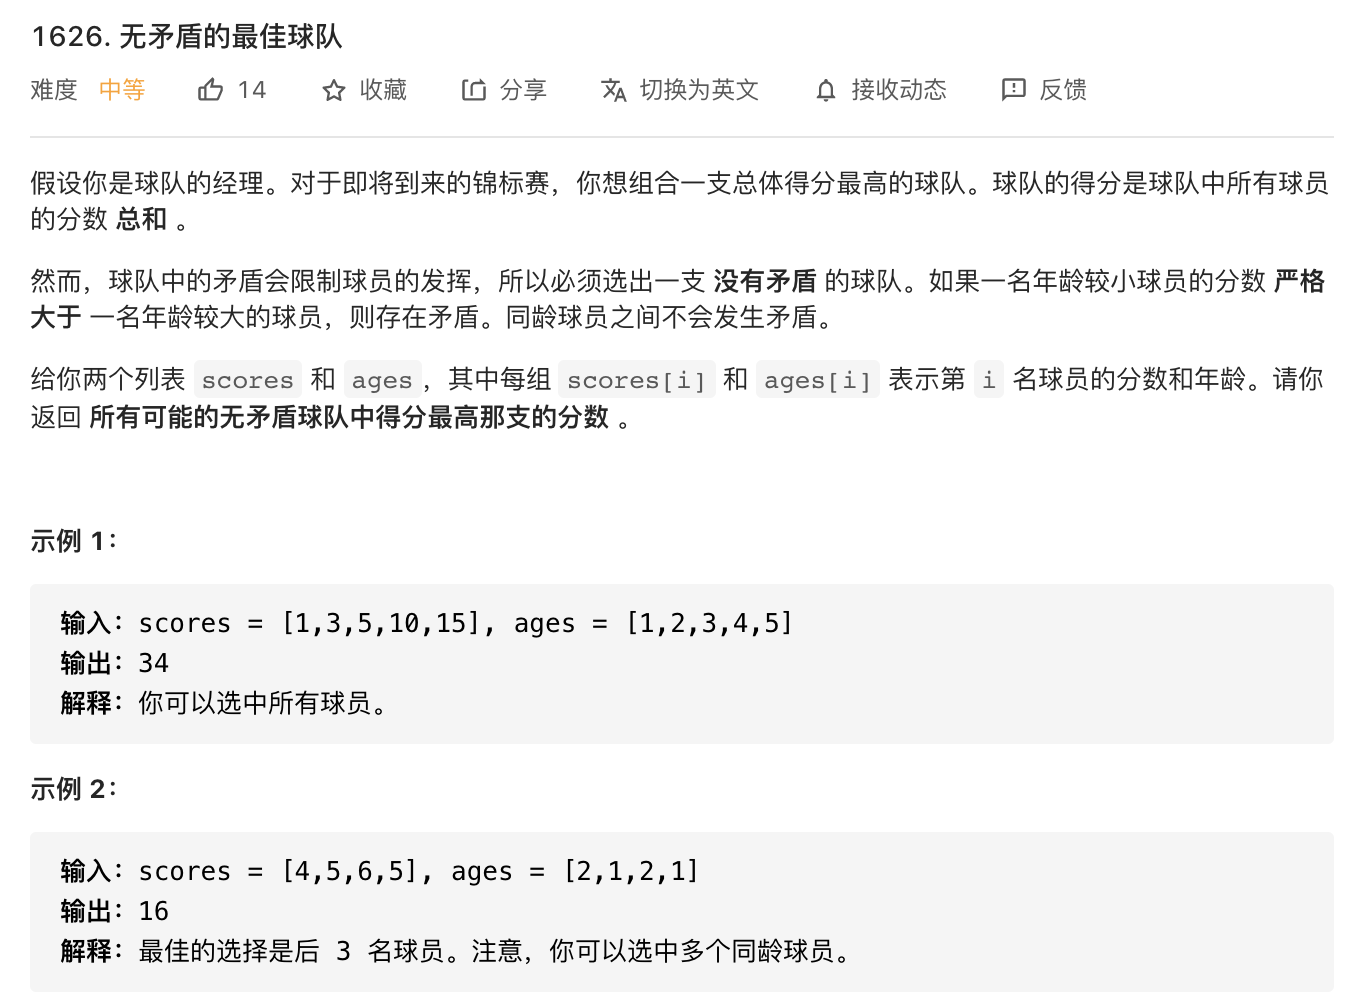 1626. 无矛盾的最佳球队
难度 中等 14 收藏 分享 切换为英文 接收动态 反馈
假设你是球队的经理。对于即将到来的锦标赛，你想组合一支总体得分最高的球队。球队的得分是球队中所有球员
的分数 总和 。
然而，球队中的矛盾会限制球员的发挥，所以必须选出一支 没有矛盾 的球队。如果一名年龄较小球员的分数 严格
大于 一名年龄较大的球员，则存在矛盾。同龄球员之间不会发生矛盾。
给你两个列表 scores 和 ages，其中每组 scores[i] 和 ages[i] 表示第 i 名球员的分数和年龄。请你
返回 所有可能的无矛盾球队中得分最高那支的分数 。
示例 1：
输入：scores = [1,3,5,10,15], ages = [1,2,3,4,5]
输出：34
解释：你可以选中所有球员。
示例 2：
输入：scores = [4,5,6,5], ages = [2,1,2,1]
输出：16
解释：最佳的选择是后 3 名球员。注意，你可以选中多个同龄球员。